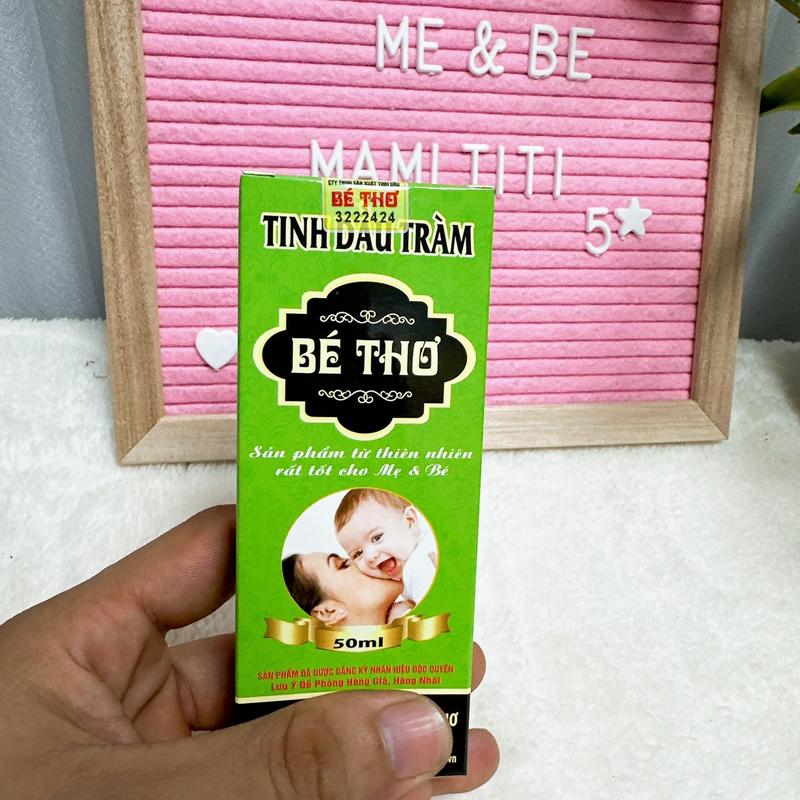 ME & BE
MAMI TITI
5
CTY TNHH SẢN XUẤT TINH DẦU
BÉ THƠ
3222424
TINH DẦU TRÀM
BÉ THƠ
Sản phẩm từ thiên nhiên
rất tốt cho Mẹ & Bé
50ml
SẢN PHẨM ĐÃ ĐƯỢC ĐĂNG KÝ NHÃN HIỆU ĐỘC QUYỀN
Lưu Ý Đề Phòng Hàng Giả, Hàng Nhái